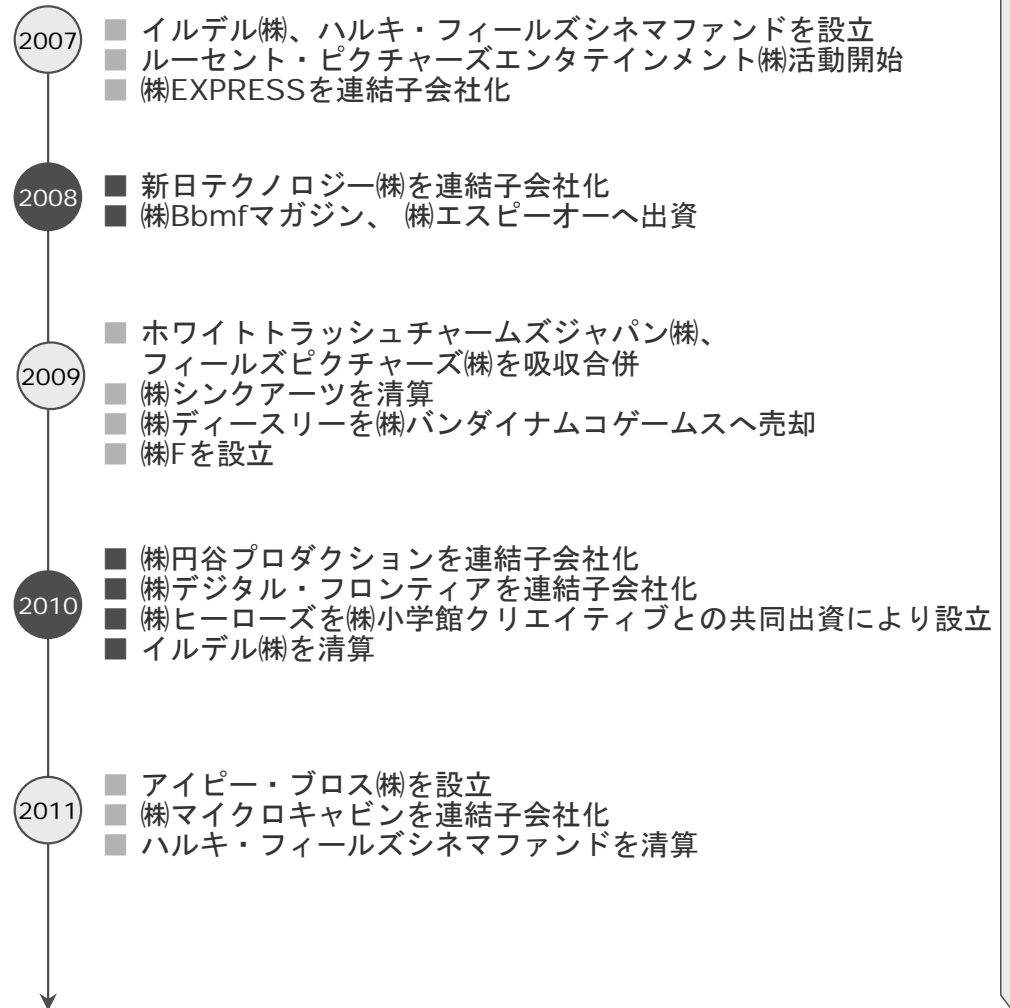 2007
■ イルデル㈱、ハルキ・フィールズシネマファンドを設立
■ ルーセント・ピクチャーズエンタテインメント㈱活動開始
■ ㈱EXPRESSを連結子会社化
2008
■ 新日テクノロジー㈱を連結子会社化
■ ㈱Bbmfマガジン、 ㈱エスピーオーへ出資
2009
■ ホワイトトラッシュチャームズジャパン㈱、
フィールズピクチャーズ㈱を吸収合併
■ ㈱シンクアーツを清算
■ ㈱ディースリーを㈱バンダイナムコゲームスへ売却
■ ㈱Fを設立
2010
■ ㈱円谷プロダクションを連結子会社化
■ ㈱デジタル・フロンティアを連結子会社化
■ ㈱ヒーローズを㈱小学館クリエイティブとの共同出資により設立
■ イルデル㈱を清算
2011
■ アイピー・ブロス㈱を設立
■ ㈱マイクロキャビンを連結子会社化
■ ハルキ・フィールズシネマファンドを清算